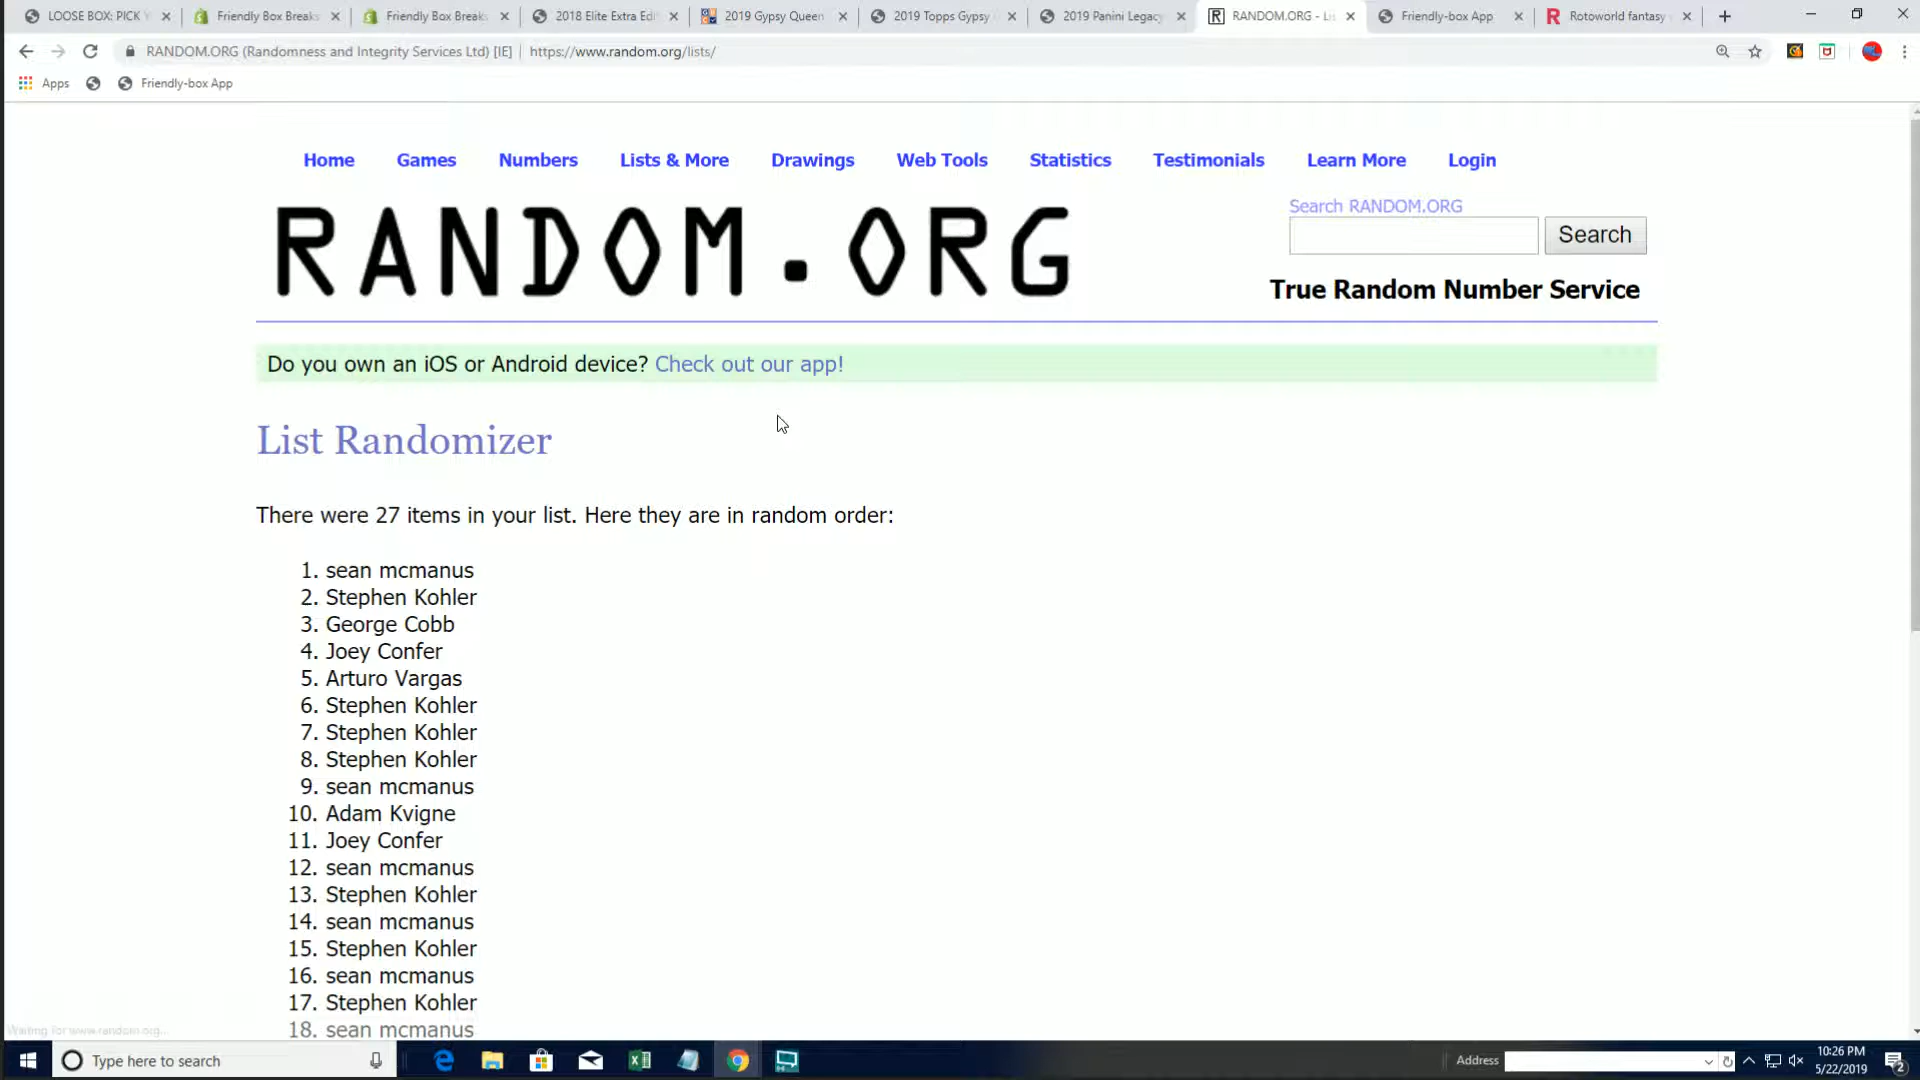 LOOSE BOX: PICK Y
Friendly Box Breaks
Friendly Box Breaks
2018 Elite Extra Edi
2019 Gypsy Queen
2019 Topps Gypsy
2019 Panini Legacy
RANDOM.ORG - Li
Friendly-box App
Rotoworld fantasy
RANDOM.ORG (Randomness and Integrity Services Ltd) [IE] | https://www.random.org/lists/
Apps
Friendly-box App
Home Games Numbers Lists & More Drawings Web Tools Statistics Testimonials Learn More Login
RANDOM.ORG
Search RANDOM.ORG
Search
True Random Number Service
Do you own an iOS or Android device? Check out our app!
List Randomizer
There were 27 items in your list. Here they are in random order:
1. sean mcmanus
2. Stephen Kohler
3. George Cobb
4. Joey Confer
5. Arturo Vargas
6. Stephen Kohler
7. Stephen Kohler
8. Stephen Kohler
9. sean mcmanus
10. Adam Kvigne
11. Joey Confer
12. sean mcmanus
13. Stephen Kohler
14. sean mcmanus
15. Stephen Kohler
16. sean mcmanus
17. Stephen Kohler
18. sean mcmanus
Waiting for www.random.org...
Type here to search
Address
10:26 PM
5/22/2019
2